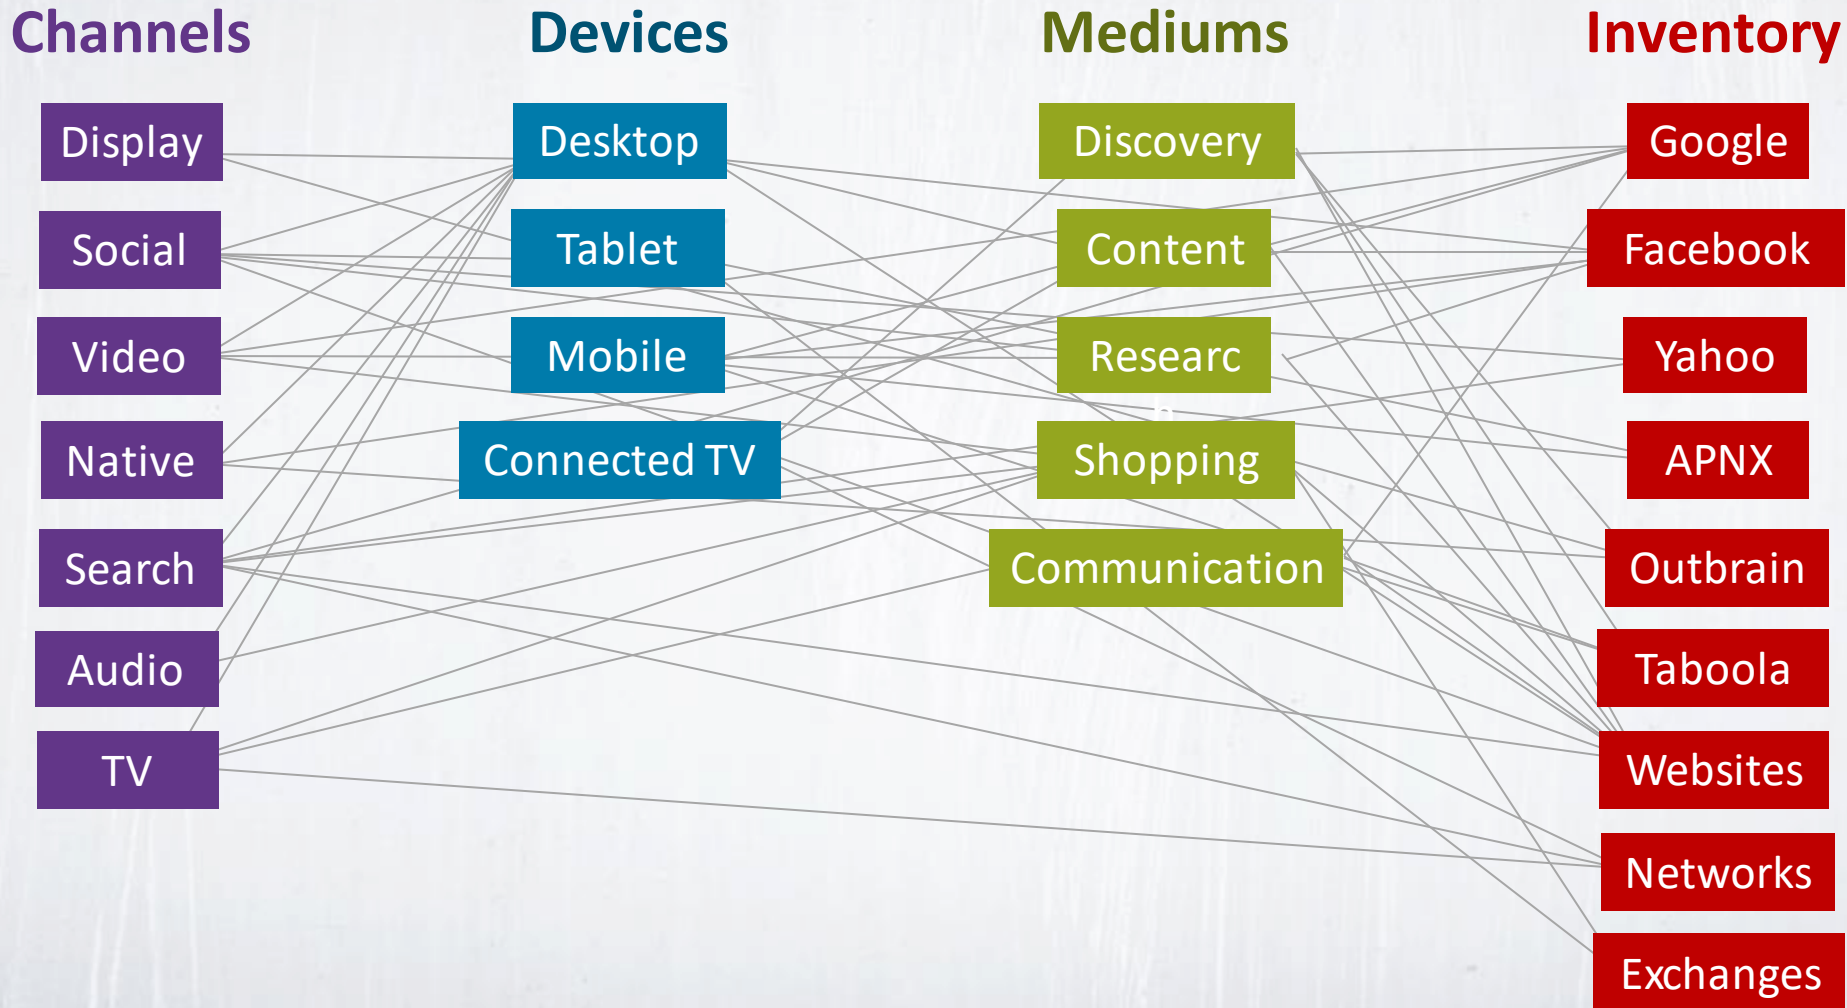 Channels
Display
Social
Video
Native
Search
Audio
TV
Devices
Desktop
Tablet
Mobile
Connected TV
Mediums
Discovery
Content
Researc
h
Shopping
Communication
Inventory
Google
Facebook
Yahoo
APNX
Outbrain
Taboola
Websites
Networks
Exchanges